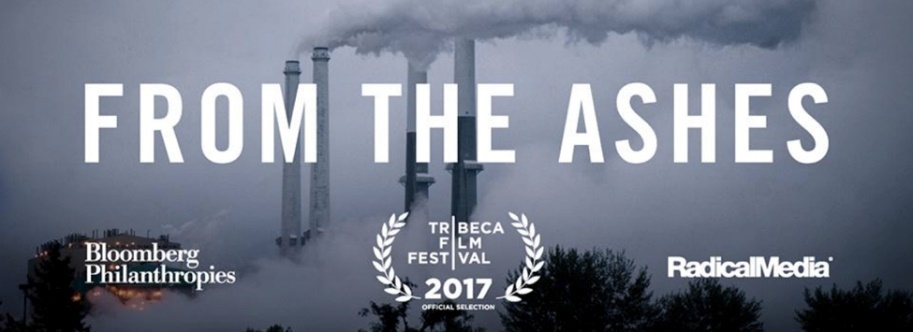 FROM THE ASHES
Bloomberg
Philanthropies
TRIBECA
FILM
FESTIVAL
2017
OFFICIAL SELECTION
RadicalMedia®